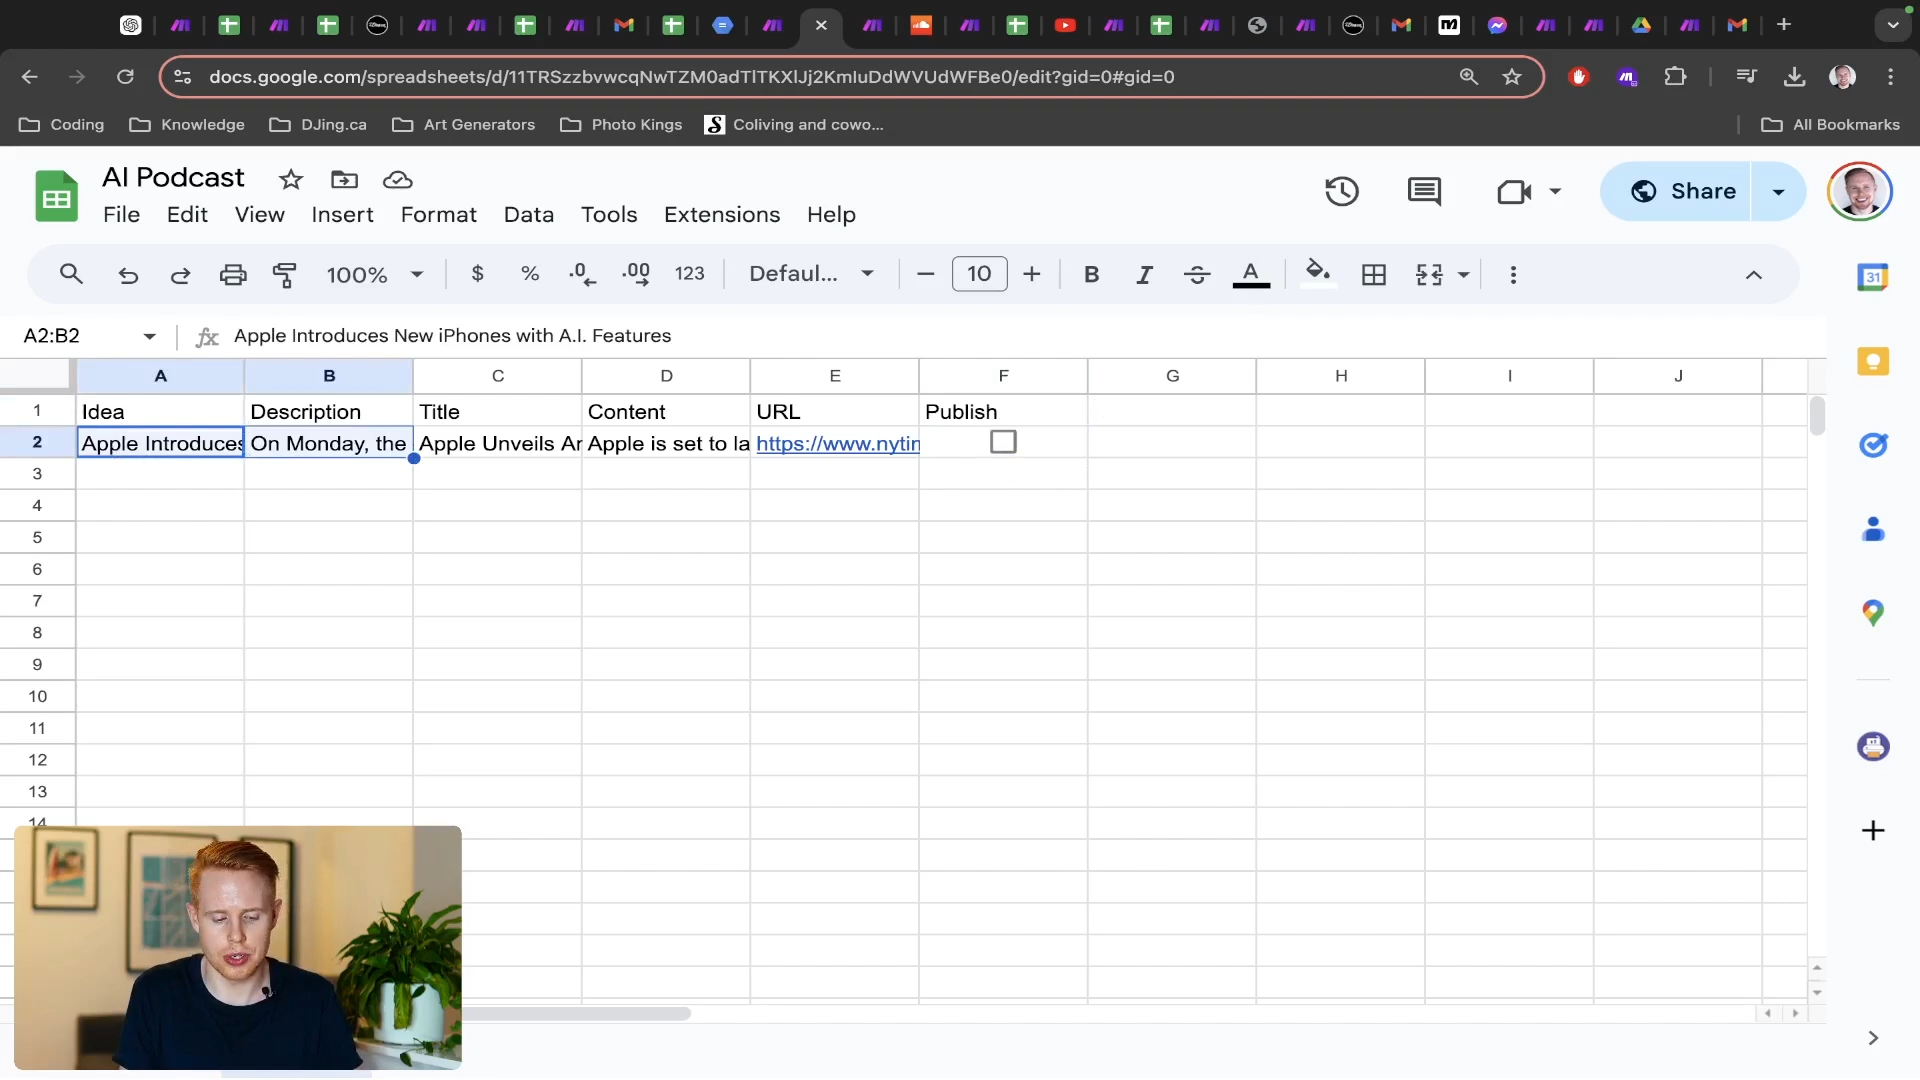 docs.google.com/spreadsheets/d/11TRSzzbvwcqNwTZM0adTlTKXlJj2KmIuDdWVUdWFBe0/edit?gid=0#gid=0
Coding Knowledge DJing.ca Art Generators Photo Kings Coliving and cowo... All Bookmarks
AI Podcast
File Edit View Insert Format Data Tools Extensions Help
Share
100% $ % .0 .00 123 Defaul... 10 B I A
31
A2:B2 fx Apple Introduces New iPhones with A.I. Features
A B C D E F G H I J
1 Idea Description Title Content URL Publish
2 Apple Introduces On Monday, the Apple Unveils Ar Apple is set to la https://www.nytin
3
4
5
6
7
8
9
10
11
12
13
14